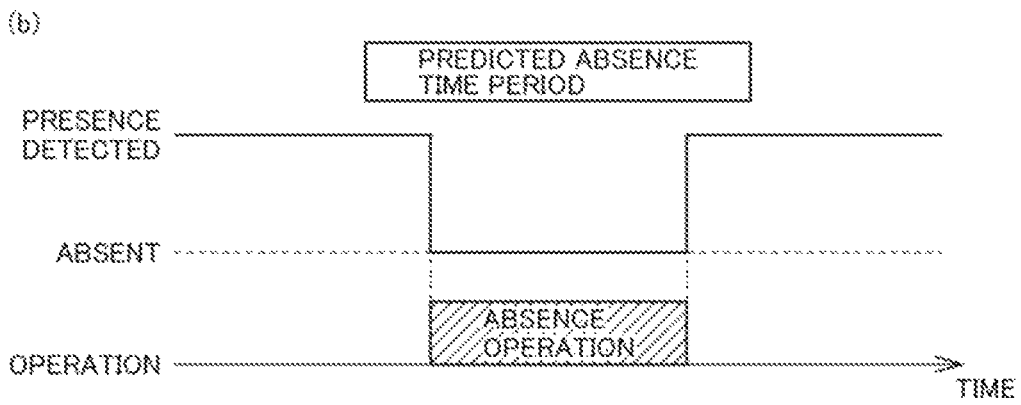 (b)
PREDICTED ABSENCE
TIME PERIOD
PRESENCE
DETECTED
ABSENT
ABSENCE
OPERATION
OPERATION
TIME